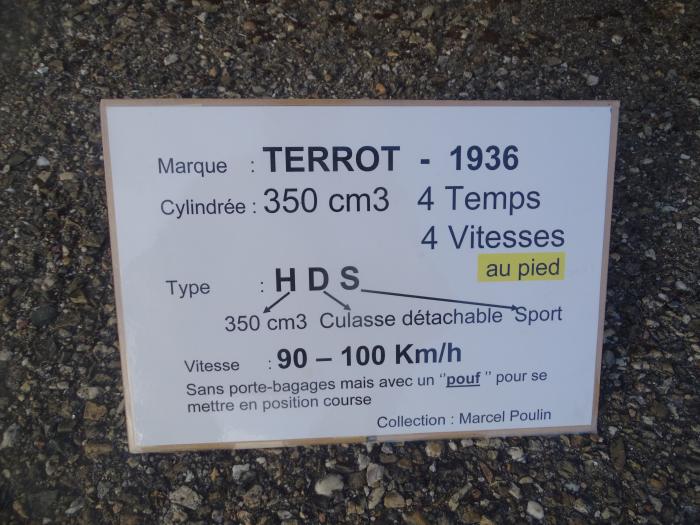 Marque : TERROT - 1936
Cylindrée : 350 cm3 4 Temps
4 Vitesses
au pied
Type : H D S
350 cm3 Culasse détachable Sport
Vitesse : 90 – 100 Km/h
Sans porte-bagages mais avec un ‘‘pouf ’’ pour se
mettre en position course
Collection : Marcel Poulin